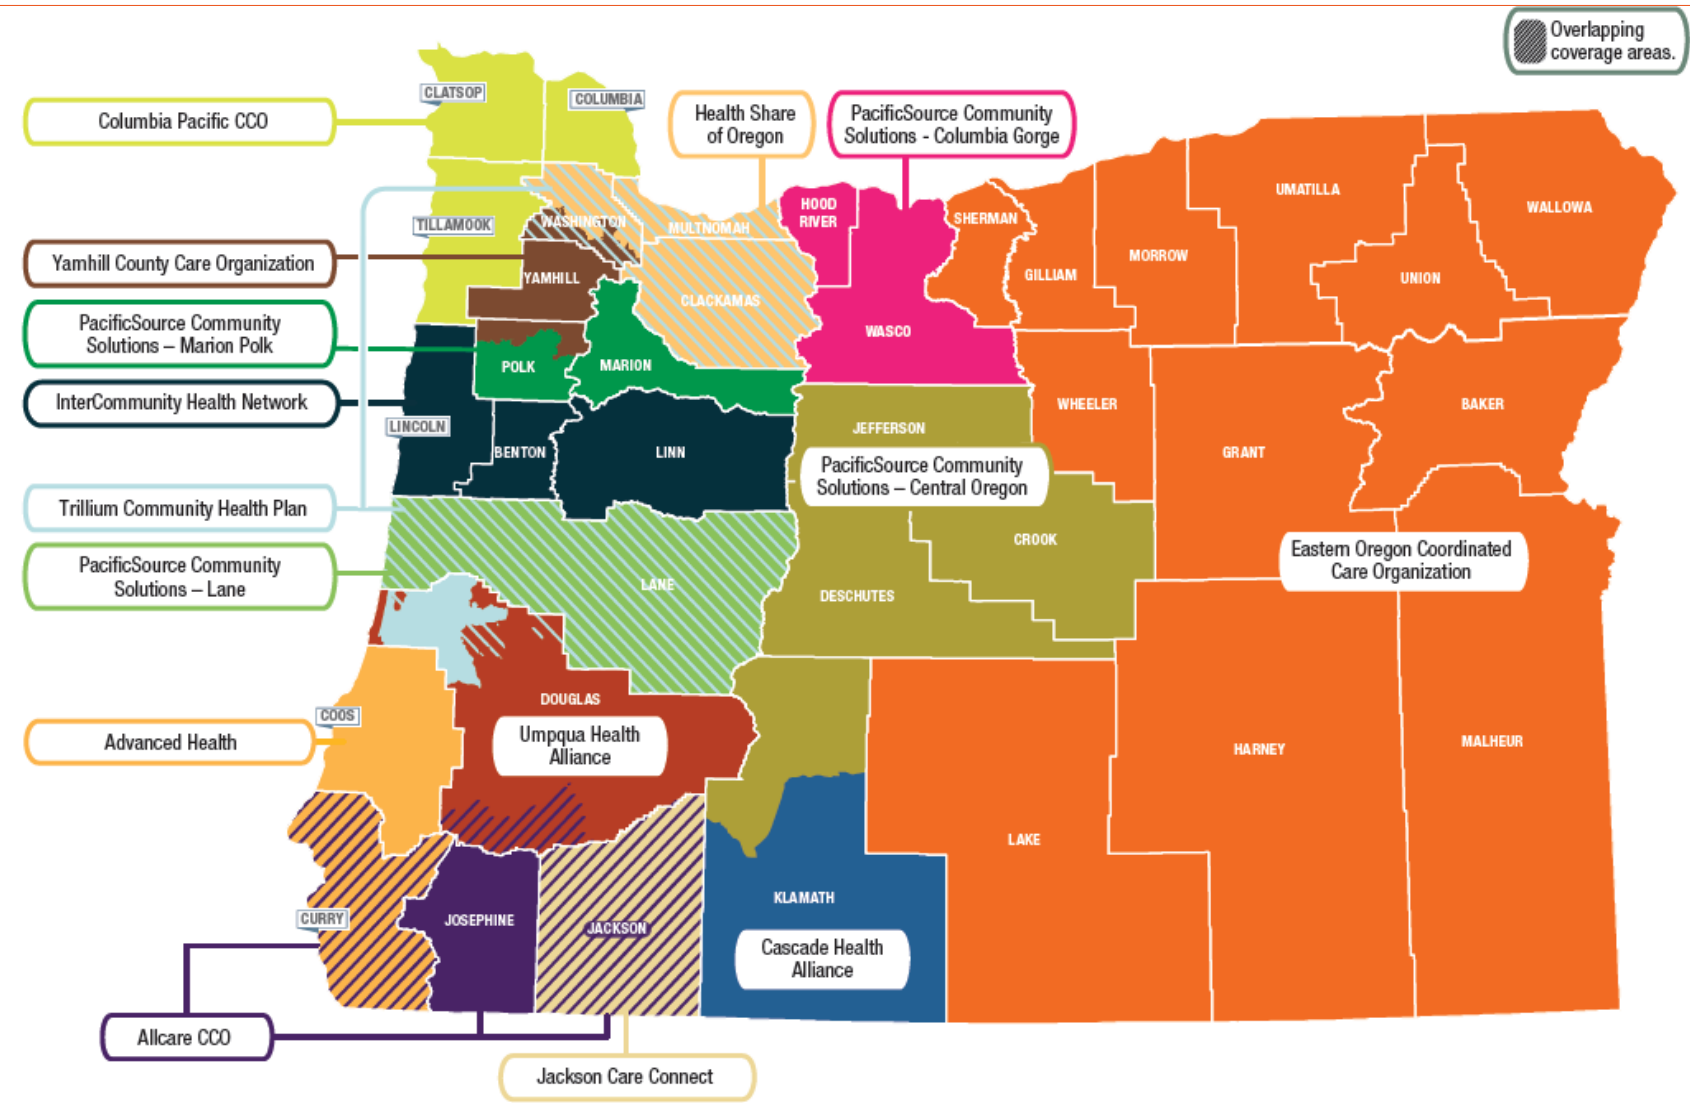 Overlapping
coverage areas.
CLATSOP
COLUMBIA
Columbia Pacific CCO
Health Share
of Oregon
PacificSource Community
Solutions - Columbia Gorge
UMATILLA
WALLOWA
HOOD
RIVER
SHERMAN
TILLAMOOK
WASHINGTON
MULTNOMAH
Yamhill County Care Organization
YAMHILL
GILLIAM
MORROW
UNION
CLACKAMAS
PacificSource Community
Solutions – Marion Polk
WASCO
POLK
MARION
InterCommunity Health Network
WHEELER
BAKER
LINCOLN
JEFFERSON
BENTON
LINN
GRANT
PacificSource Community
Solutions – Central Oregon
Trillium Community Health Plan
CROOK
Eastern Oregon Coordinated
Care Organization
PacificSource Community
Solutions – Lane
LANE
DESCHUTES
DOUGLAS
COOS
Umpqua Health
Alliance
Advanced Health
HARNEY
MALHEUR
LAKE
KLAMATH
CURRY
JOSEPHINE
JACKSON
Cascade Health
Alliance
Allcare CCO
Jackson Care Connect